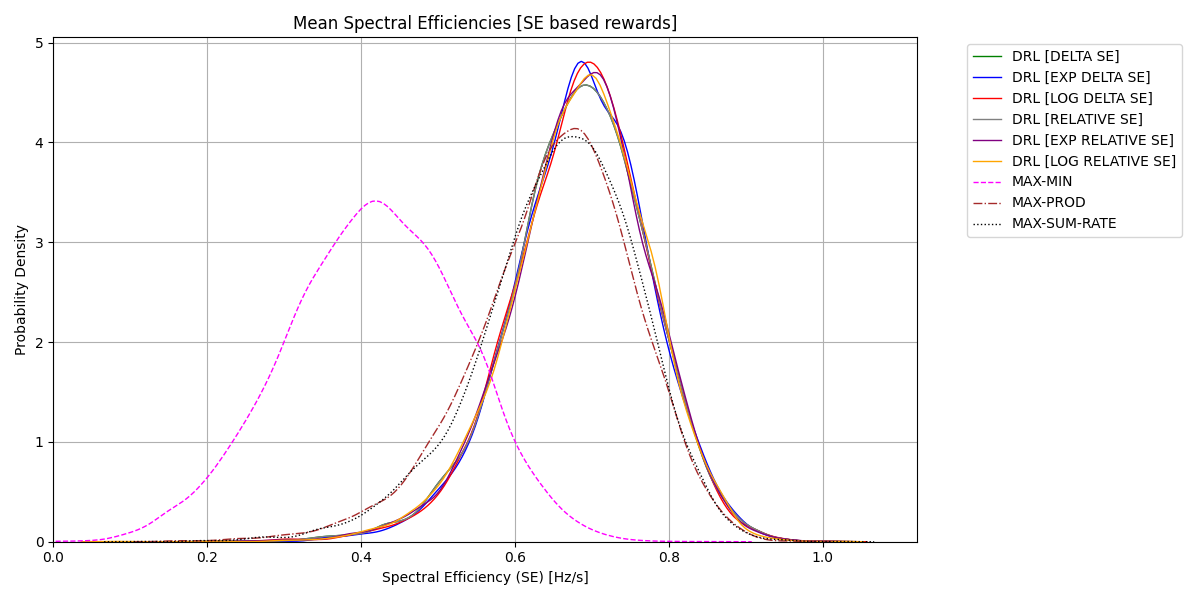 Mean Spectral Efficiencies [SE based rewards]
5
4
3
2
1
0
Probability Density
0.0 0.2 0.4 0.6 0.8 1.0
Spectral Efficiency (SE) [Hz/s]
DRL [DELTA SE]
DRL [EXP DELTA SE]
DRL [LOG DELTA SE]
DRL [RELATIVE SE]
DRL [EXP RELATIVE SE]
DRL [LOG RELATIVE SE]
MAX-MIN
MAX-PROD
MAX-SUM-RATE